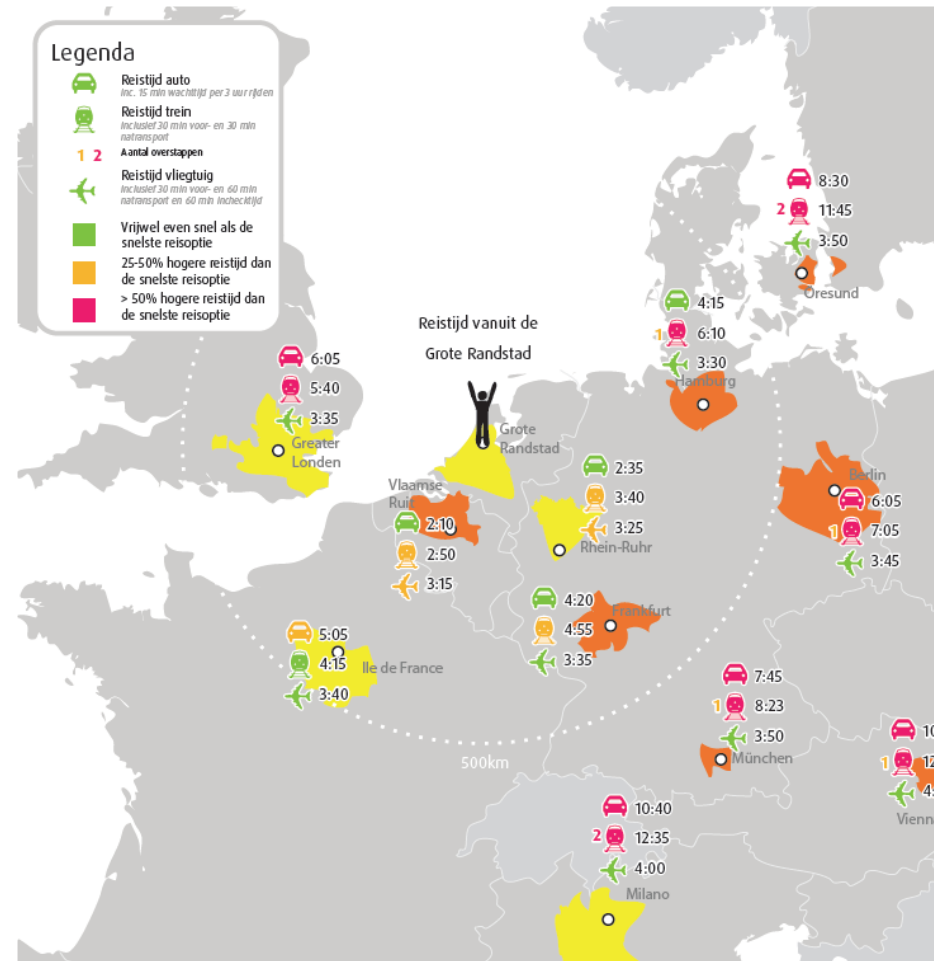 Legenda
Reistijd auto
inc. 15 min wachttijd per 3 uur rijden
Reistijd trein
inclusief 30 min voor- en 30 min
natransport
1 2 Aantal overstappen
Reistijd vliegtuig
inclusief 30 min voor- en 60 min
natransport en 60 min inchecktijd
Vrijwel even snel als de
snelste reisoptie
25-50% hogere reistijd dan
de snelste reisoptie
> 50% hogere reistijd dan
de snelste reisoptie
Reistijd vanuit de
Grote Randstad
8:30
2 11:45
3:50
Oresund
4:15
1 6:10
3:30
Hamburg
6:05
5:40
3:35
Greater
Londen
Grote
Randstad
2:35
3:40
3:25
Rhein-Ruhr
Vlaamse
Ruit
2:10
2:50
3:15
Berlin
6:05
1 7:05
3:45
4:20
4:55
3:35
Frankfurt
5:05
4:15
3:40
Ile de France
7:45
1 8:23
3:50
München
500km
10
1 12
4:
Vienn
10:40
2 12:35
4:00
Milano